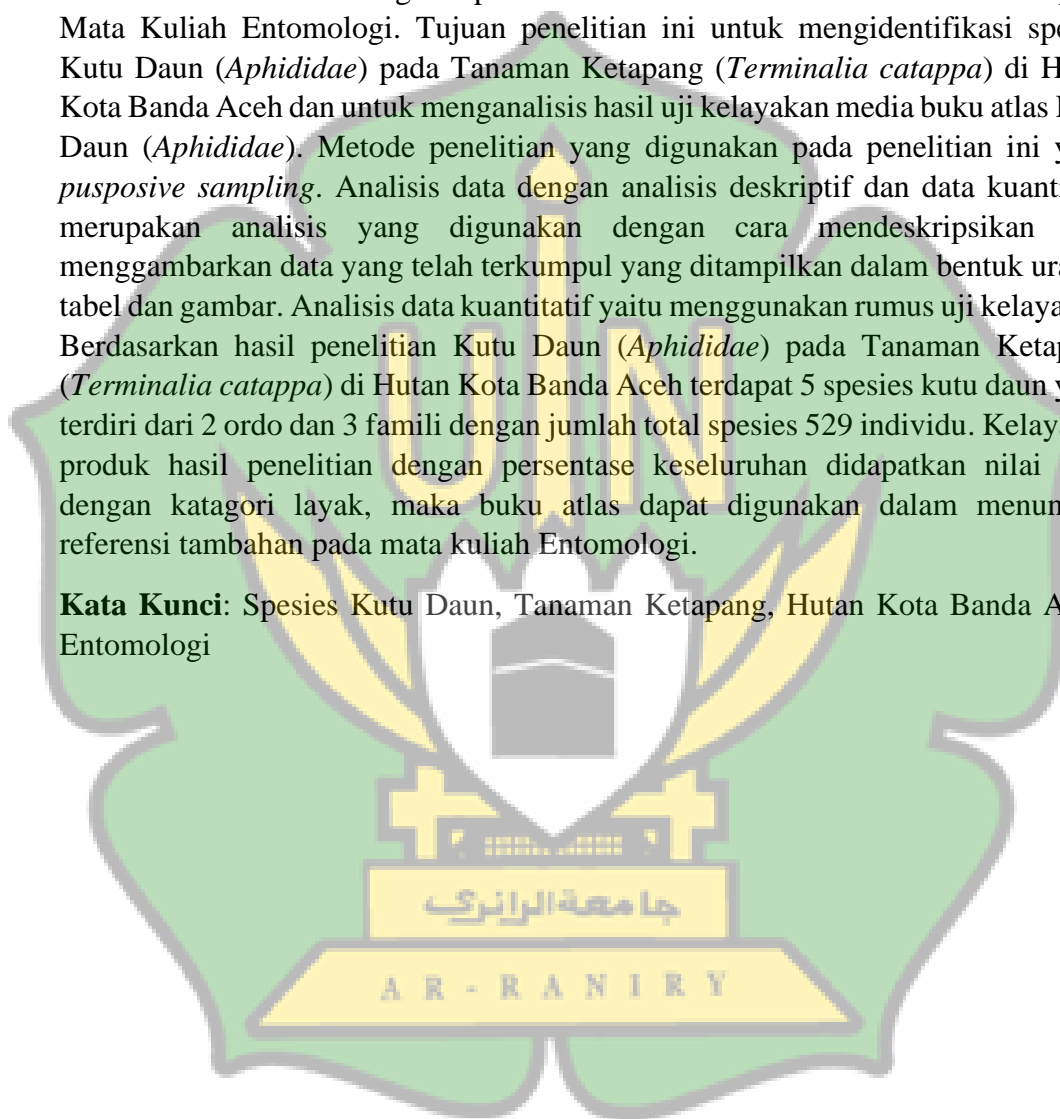 Mata Kuliah Entomologi. Tujuan penelitian ini untuk mengidentifikasi
Kutu Daun (Aphididae) pada Tanaman Ketapang (Terminalia catappa) di
Kota Banda Aceh dan untuk menganalisis hasil uji kelayakan media buku atlas
Daun (Aphididae). Metode penelitian yang digunakan pada penelitian ini
pusposive sampling. Analisis data dengan analisis deskriptif dan data
merupakan analisis yang digunakan dengan cara mendeskripsikan
menggambarkan data yang telah terkumpul yang ditampilkan dalam bentuk
tabel dan gambar. Analisis data kuantitatif yaitu menggunakan rumus uji
Berdasarkan hasil penelitian Kutu Daun (Aphididae) pada Tanaman
(Terminalia catappa) di Hutan Kota Banda Aceh terdapat 5 spesies kutu daun
terdiri dari 2 ordo dan 3 famili dengan jumlah total spesies 529 individu.
produk hasil penelitian dengan persentase keseluruhan didapatkan nilai
dengan katagori layak, maka buku atlas dapat digunakan dalam
referensi tambahan pada mata kuliah Entomologi.
Kata Kunci: Spesies Kutu Daun, Tanaman Ketapang, Hutan Kota Banda
Entomologi
UIN
جامعة الرانري
AR-RANIRY